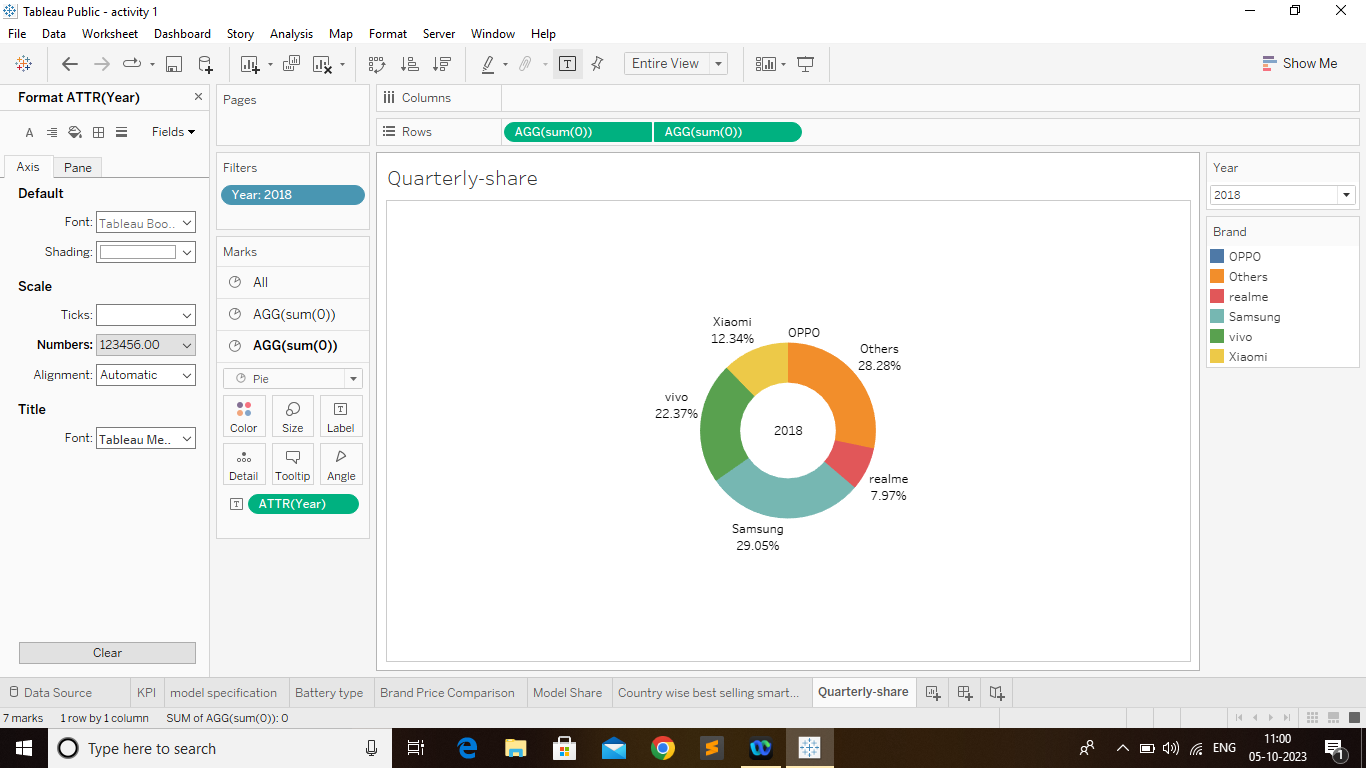 Tableau Public - activity 1
File Data Worksheet Dashboard Story Analysis Map Format Server Window Help
Entire View
Show Me
Format ATTR(Year)
Fields
Axis Pane
Default
Font: Tableau Boo..
Shading:
Scale
Ticks:
Numbers: 123456.00
Alignment: Automatic
Title
Font: Tableau Me..
Clear
Pages
Filters
Year: 2018
Marks
All
AGG(sum(0))
AGG(sum(0))
Pie
Color Size Label
Detail Tooltip Angle
ATTR(Year)
Columns
Rows AGG(sum(0)) AGG(sum(0))
Quarterly-share
Xiaomi
12.34%
OPPO
Others
28.28%
vivo
22.37%
2018
realme
7.97%
Samsung
29.05%
Year
2018
Brand
OPPO
Others
realme
Samsung
vivo
Xiaomi
Data Source KPI model specification Battery type Brand Price Comparison Model Share Country wise best selling smart... Quarterly-share
7 marks 1 row by 1 column SUM of AGG(sum(0)): 0
Type here to search
ENG
11:00
05-10-2023
1